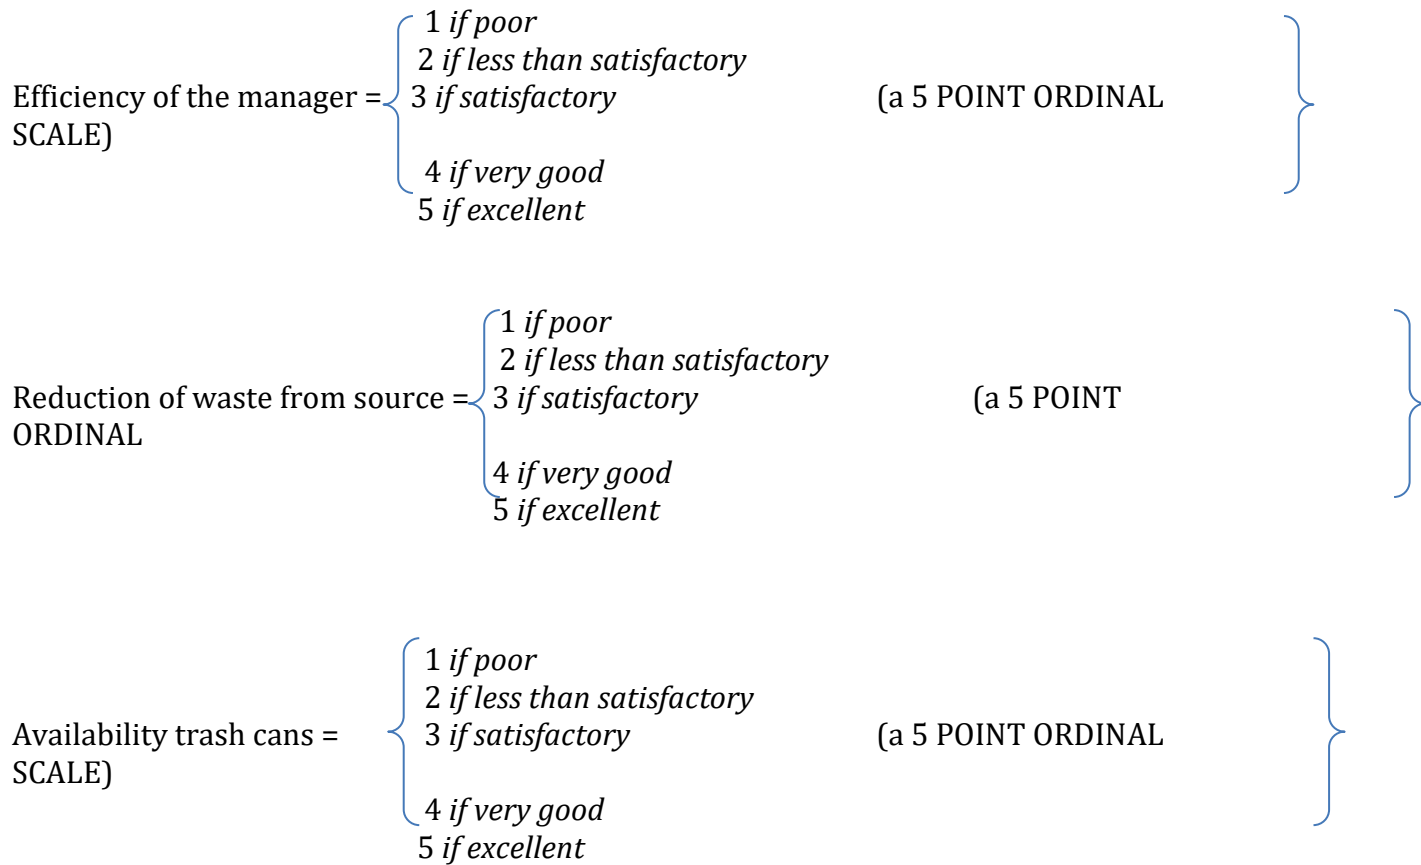 1 if poor
2 if less than satisfactory
Efficiency of the manager = 3 if satisfactory (a 5 POINT ORDINAL
SCALE)
4 if very good
5 if excellent
1 if poor
2 if less than satisfactory
Reduction of waste from source = 3 if satisfactory (a 5 POINT
ORDINAL
4 if very good
5 if excellent
1 if poor
2 if less than satisfactory
Availability trash cans = 3 if satisfactory (a 5 POINT ORDINAL
SCALE)
4 if very good
5 if excellent